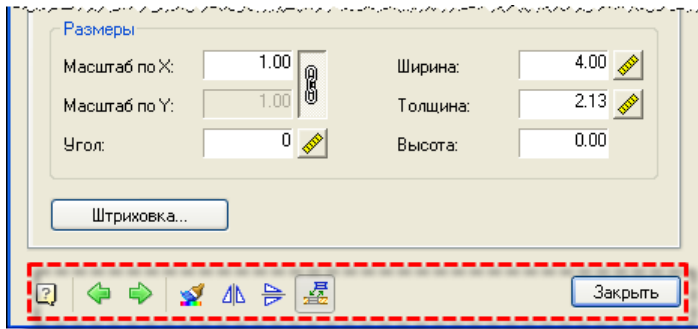 Размеры
Масштаб по X: 1.00 Ширина: 4.00
Масштаб по Y: 1.00 Толщина: 2.13
Угол: 0 Высота: 0.00
Штриховка...
? Закрыть